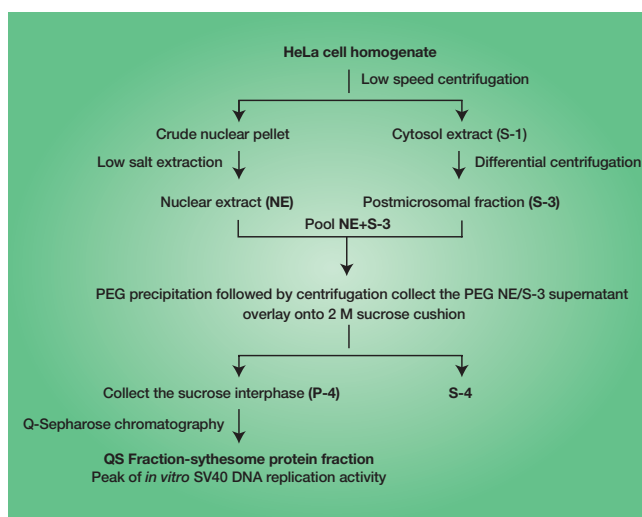 HeLa cell homogenate
Low speed centrifugation
Crude nuclear pellet
Cytosol extract (S-1)
Low salt extraction
Differential centrifugation
Nuclear extract (NE)
Postmicrosomal fraction (S-3)
Pool NE+S-3
PEG precipitation followed by centrifugation collect the PEG NE/S-3 supernatant
overlay onto 2 M sucrose cushion
Collect the sucrose interphase (P-4)
S-4
Q-Sepharose chromatography
QS Fraction-sythesome protein fraction
Peak of in vitro SV40 DNA replication activity